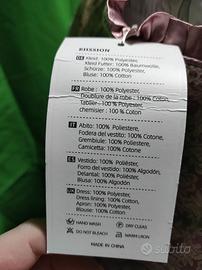 BIISSION
DE Kleid: 100% Polyester,
Kleid Futter: 100% Baumwolle,
Schürze: 100% Polyester,
Bluse: 100% Cotton
FR Robe : 100% Polyester,
Doublure de la robe : 100% Coton,
Tablier : 100% Polyester,
chemisier : 100% Coton
IT Abito: 100% Poliestere,
Fodera del vestito: 100% Cotone,
Grembiule: 100% Poliestere,
Camicetta: 100% Cotone
ES Vestido: 100% Poliéster,
Forro del vestido: 100% Algodón,
Delantal: 100% Poliéster,
Blusa: 100% Algodón
UK Dress: 100% Polyester,
Dress lining: 100% Cotton,
Apron: 100% Polyester,
Blouse: 100% Cotton
HAND WASH
DRY CLEAN
DO NOT BLEACH
WARM IRON
MADE IN CHINA
subito